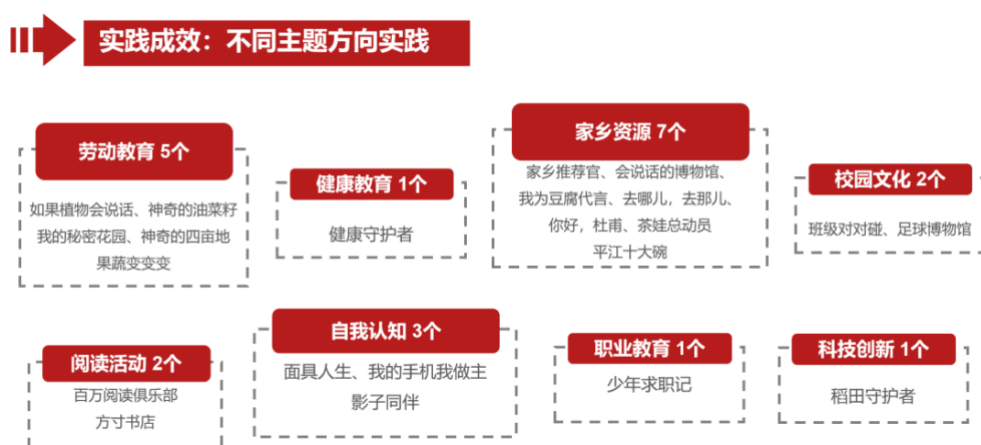 实践成效：不同主题方向实践
劳动教育 5个
如果植物会说话、神奇的油菜籽
我的秘密花园、神奇的四亩地
果蔬变变变
健康教育 1个
健康守护者
家乡资源 7个
家乡推荐官、会说话的博物馆、
我为豆腐代言、去哪儿，去那儿、
你好，杜甫、茶娃总动员
平江十大碗
校园文化 2个
班级对对碰、足球博物馆
阅读活动 2个
百万阅读俱乐部
方寸书店
自我认知 3个
面具人生、我的手机我做主
影子同伴
职业教育 1个
少年求职记
科技创新 1个
稻田守护者